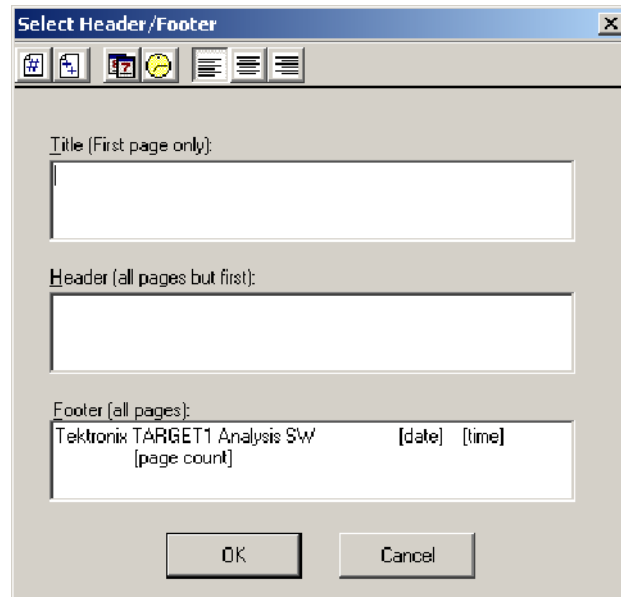 Select Header/Footer
Title (First page only):
Header (all pages but first):
Footer (all pages):
Tektronix TARGET1 Analysis SW [date] [time]
[page count]
OK Cancel